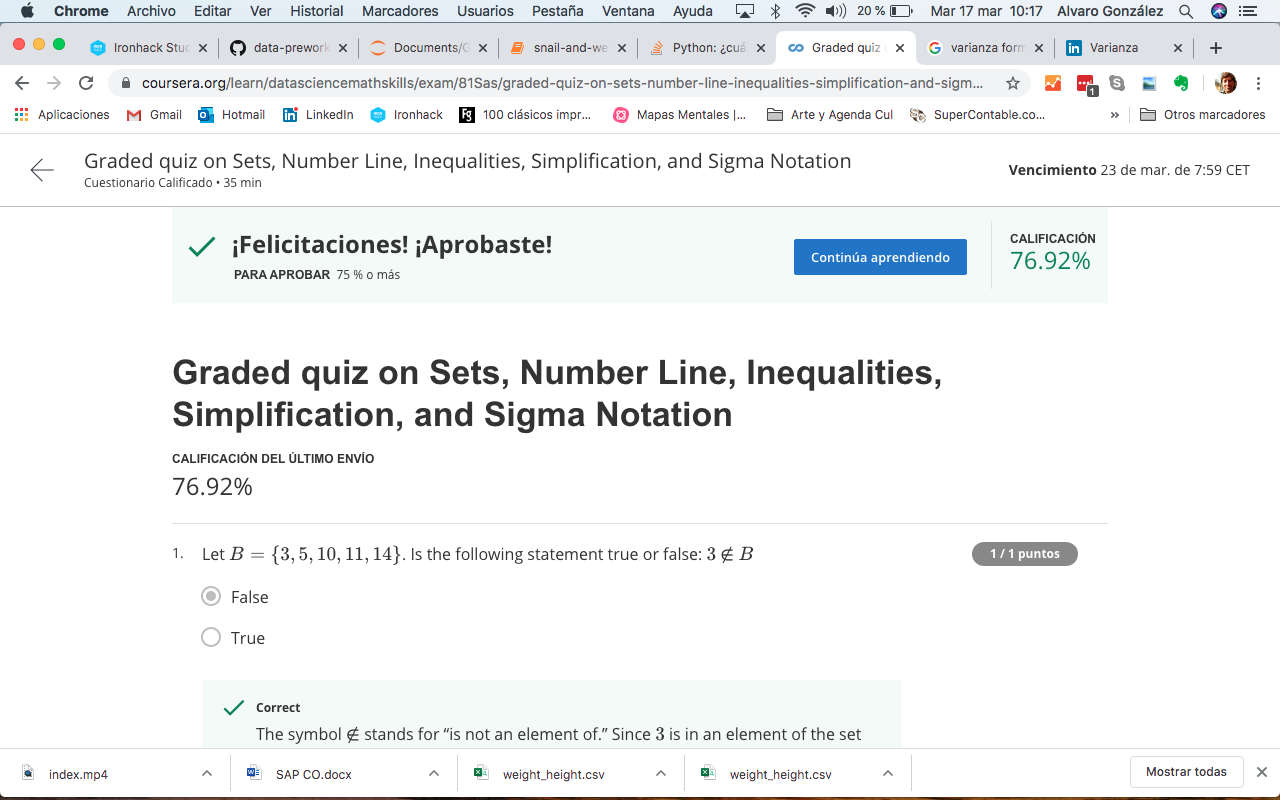 Chrome Archivo Editar Ver Historial Marcadores Usuarios Pestaña Ventana Ayuda 20 % Mar 17 mar 10:17 Alvaro González
Ironhack Stuc data-prework Documents/G snail-and-we Python: ¿cuá Graded quiz varianza form Varianza
coursera.org/learn/datasciencemathskills/exam/81Sas/graded-quiz-on-sets-number-line-inequalities-simplification-and-sigm...
Aplicaciones Gmail Hotmail LinkedIn Ironhack 100 clásicos impr... Mapas Mentales |... Arte y Agenda Cul SuperContable.co... » Otros marcadores
Graded quiz on Sets, Number Line, Inequalities, Simplification, and Sigma Notation
Cuestionario Calificado • 35 min
Vencimiento 23 de mar. de 7:59 CET
¡Felicitaciones! ¡Aprobaste!
PARA APROBAR 75 % o más
Continúa aprendiendo
CALIFICACIÓN
76.92%
Graded quiz on Sets, Number Line, Inequalities,
Simplification, and Sigma Notation
CALIFICACIÓN DEL ÚLTIMO ENVÍO
76.92%
1. Let B = {3, 5, 10, 11, 14}. Is the following statement true or false: 3 ∉ B
1 / 1 puntos
False
True
Correct
The symbol ∉ stands for “is not an element of.” Since 3 is in an element of the set
index.mp4 SAP CO.docx weight_height.csv weight_height.csv Mostrar todas